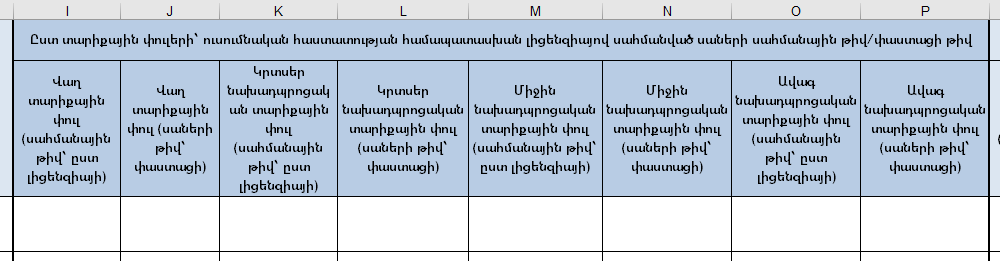 I J K L M N O P
Ըստ տարիքային փուլերի՝ ուսումնական հաստատության համապատասխան լիցենզիայով սահմանված սաների սահմանային թիվ/փաստացի թիվ
Վաղ
տարիքային
փուլ
(սահմանային
թիվ՝ ըստ
լիցենզիայի)
Վաղ
տարիքային
փուլ (սաների
թիվ՝
փաստացի)
Կրտսեր
նախադպրոցակ
ան տարիքային
փուլ
(սահմանային
թիվ՝ ըստ
լիցենզիայի)
Կրտսեր
նախադպրոցական
տարիքային փուլ
(սաների թիվ՝
փաստացի)
Միջին
նախադպրոցական
տարիքային փուլ
(սահմանային թիվ՝
ըստ լիցենզիայի)
Միջին
նախադպրոցական
տարիքային փուլ
(սաների թիվ՝
փաստացի)
Ավագ
նախադպրոցական
տարիքային փուլ
(սահմանային
թիվ՝ ըստ
լիցենզիայի)
Ավագ
նախադպրոցական
տարիքային փուլ
(սաների թիվ՝
փաստացի)